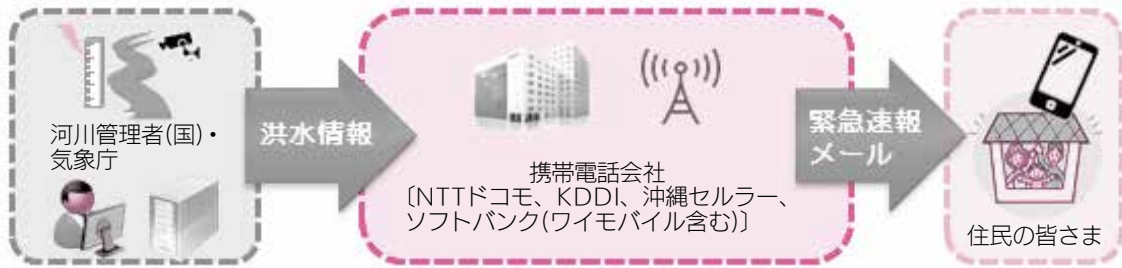 河川管理者(国)・
気象庁
洪水情報
携帯電話会社
〔NTTドコモ、KDDI、沖縄セルラー、
ソフトバンク(ワイモバイル含む)〕
緊急速報
メール
住民の皆さま